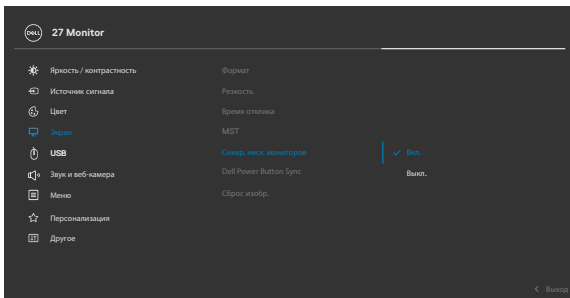 DELL
27 Monitor
Яркость / контрастность
Источник сигнала
Цвет
Экран
USB
Звук и веб-камера
Меню
Персонализация
Другое
Формат
Резкость
Время отклика
MST
Синхр. неск. мониторов
Dell Power Button Sync
Сброс изобр.
Вкл.
Выкл.
Выход